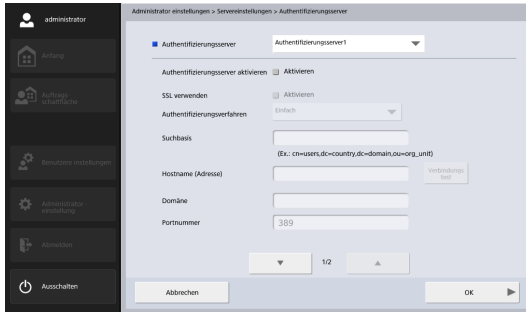 administrator
Anfang
Auftrags-
schaltfläche
Benutzere instellungen
Administrator
einstellung
Abmelden
Ausschalten
Administrator einstellungen > Servereinstellungen > Authentifizierungsserver
Authentifizierungsserver
Authentifizierungsserver1
Authentifizierungsserver aktivieren
Aktivieren
SSL verwenden
Aktivieren
Authentifizierungsverfahren
Einfach
Suchbasis
(Ex.: cn=users,dc=country,dc=domain,ou=org_unit)
Hostname (Adresse)
Verbindungs
test
Domäne
Portnummer
389
1/2
Abbrechen
OK